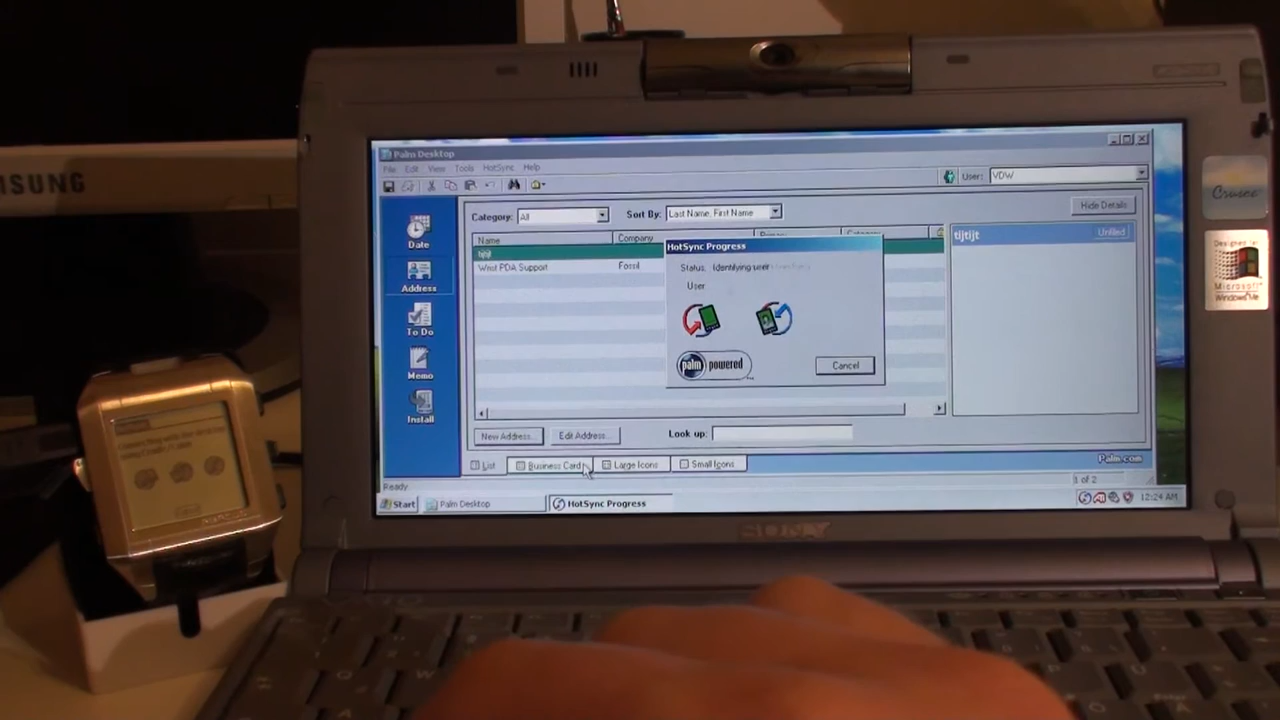 MSUNG
Palm Desktop
File Edit View Tools HotSync Help
User: VDW
Category: All
Sort By: Last Name, First Name
Hide Details
Date
Address
To Do
Memo
Install
Name Company
tijtijt
Wrist PDA Support Fossil
HotSync Progress
Status: Identifying user
User
palm powered
Cancel
tijtijt Unfiled
New Address...
Edit Address...
Look up:
List
Business Card
Large Icons
Small Icons
Palm.com
Ready
1 of 2
Start
Palm Desktop
HotSync Progress
12:24 AM
SONY
Crusoe
Designed for
Microsoft
Windows Me